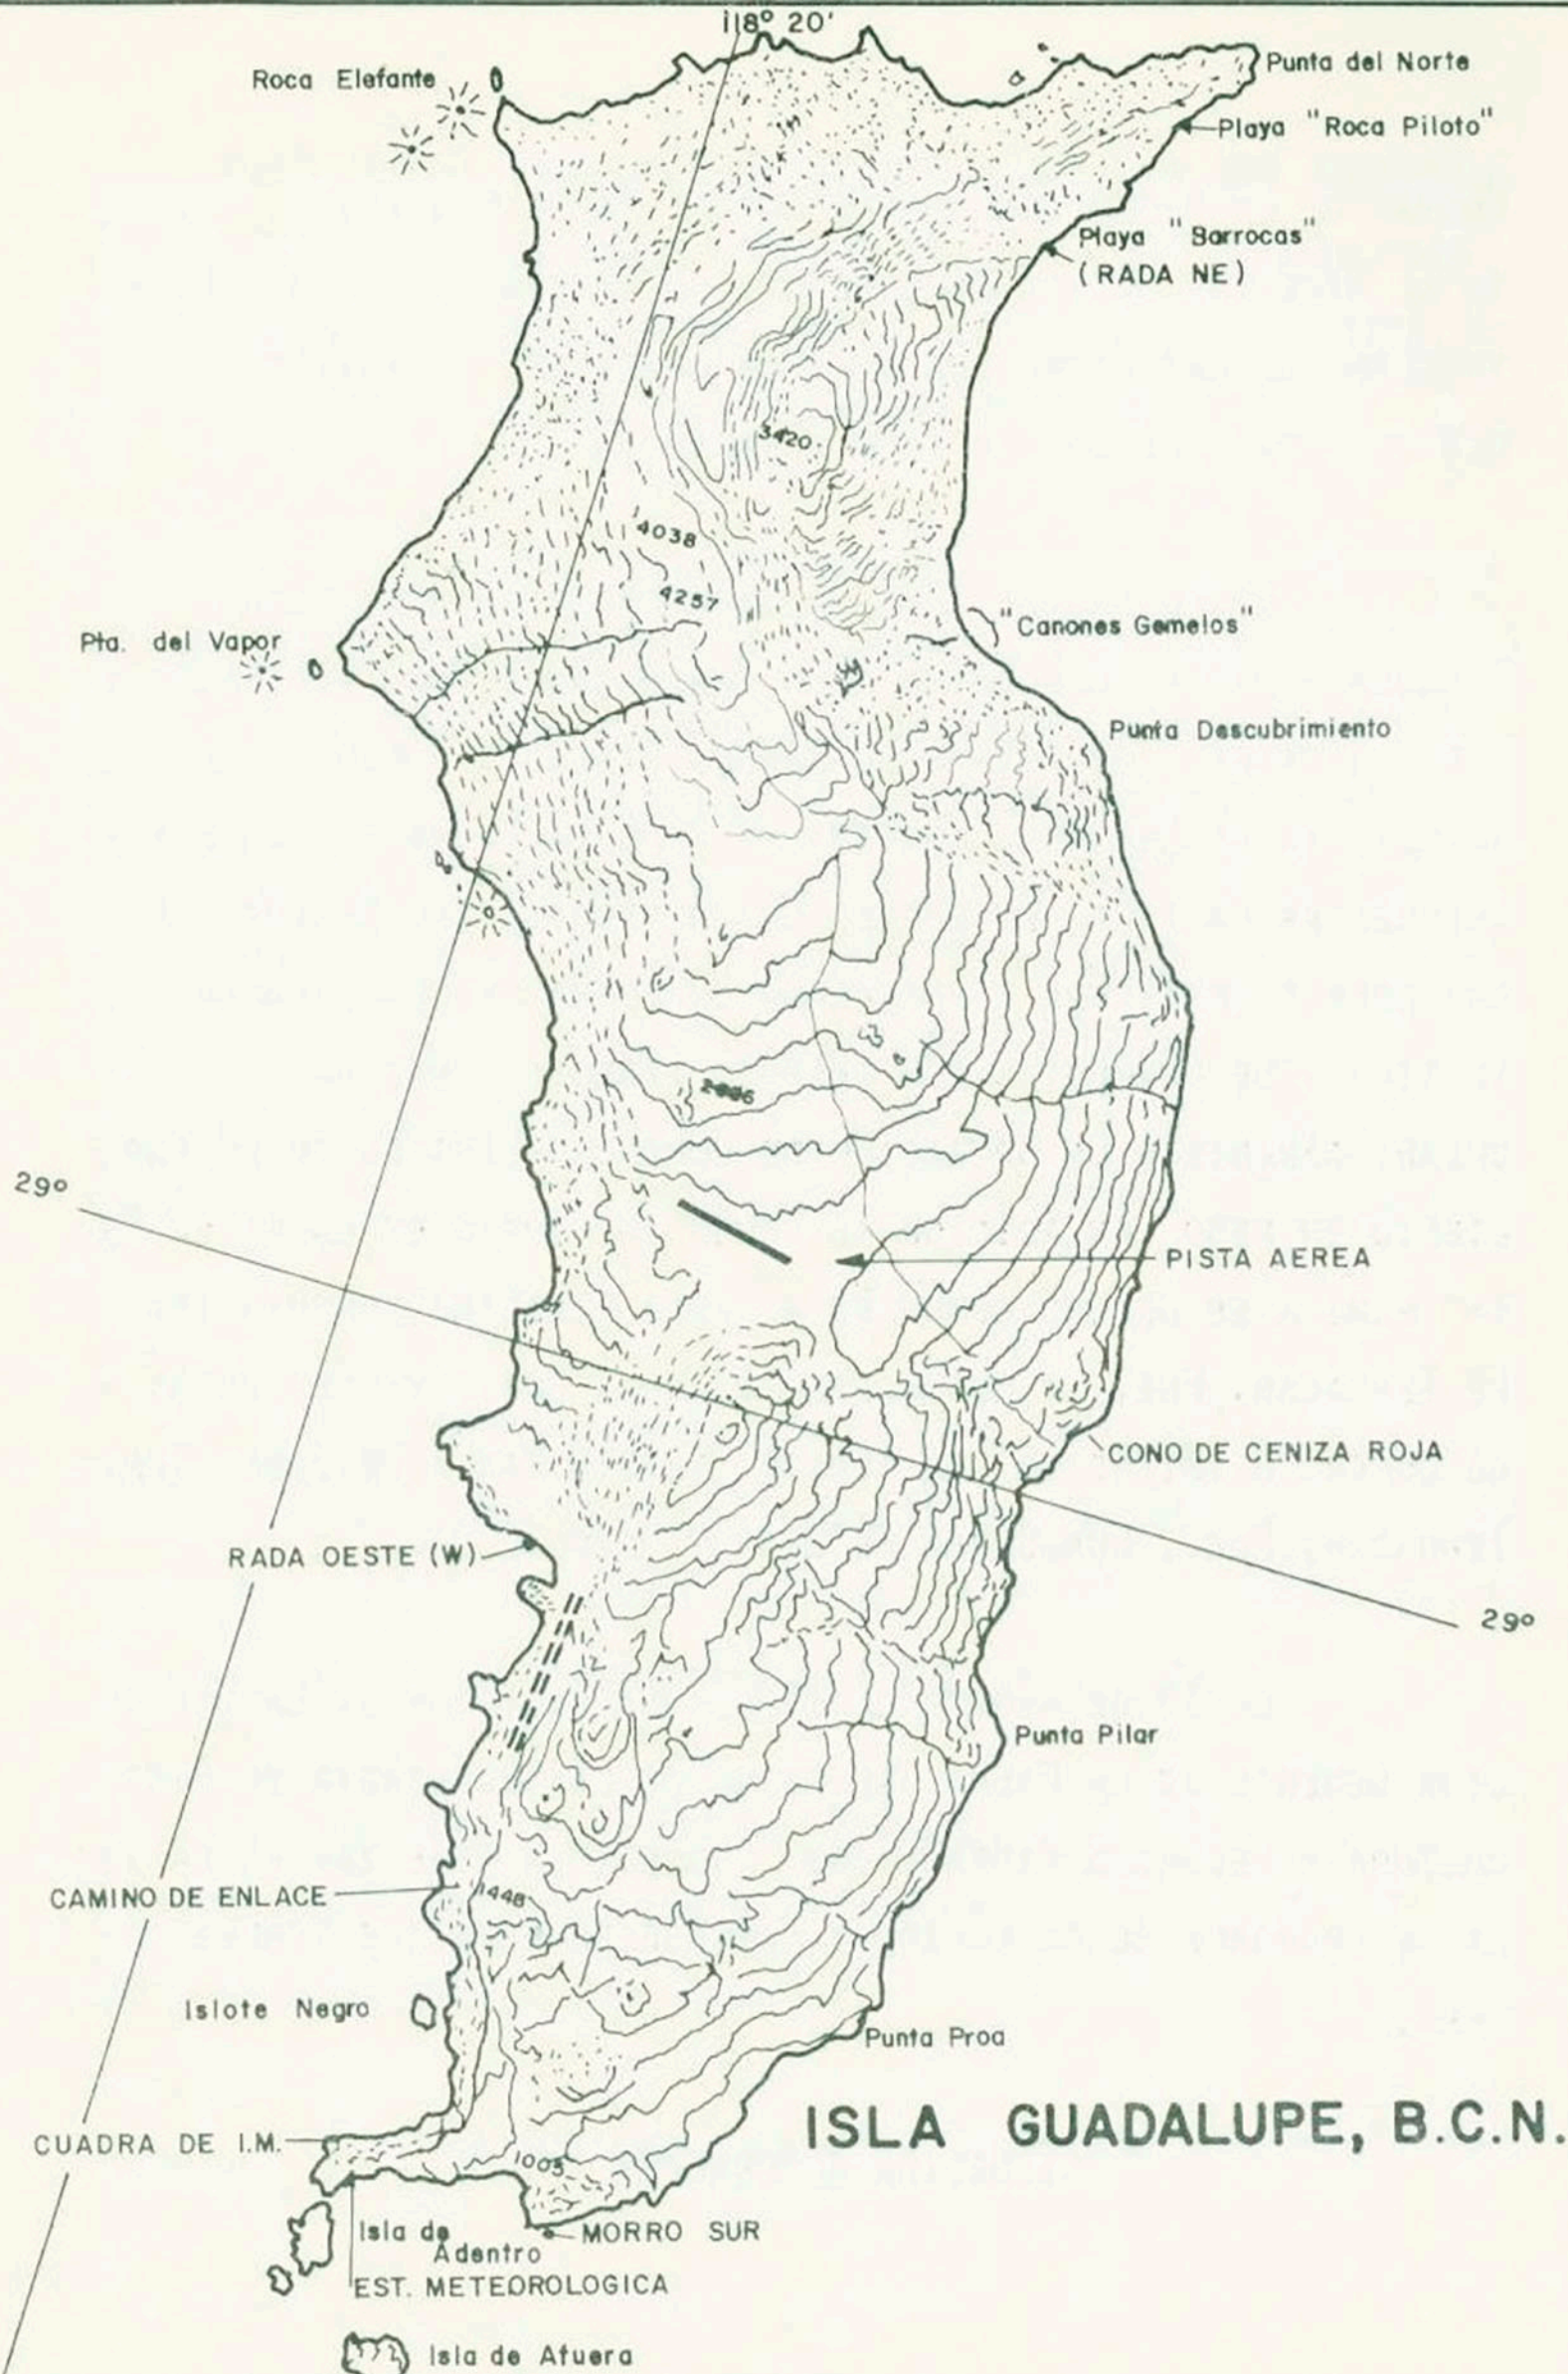 118° 20'
Roca Elefante
Punta del Norte
Playa "Roca Piloto"
Playa "Barrocas"
(RADA NE)
3420
4038
4257
"Canones Gemelos"
Pta. del Vapor
Punta Descubrimiento
29°
PISTA AEREA
CONO DE CENIZA ROJA
RADA OESTE (W)
29°
Punta Pilar
CAMINO DE ENLACE
1448
Islote Negro
Punta Proa
ISLA GUADALUPE, B.C.N.
CUADRA DE I.M.
1005
Isla de
Adentro
MORRO SUR
EST. METEOROLOGICA
Isla de Afuera